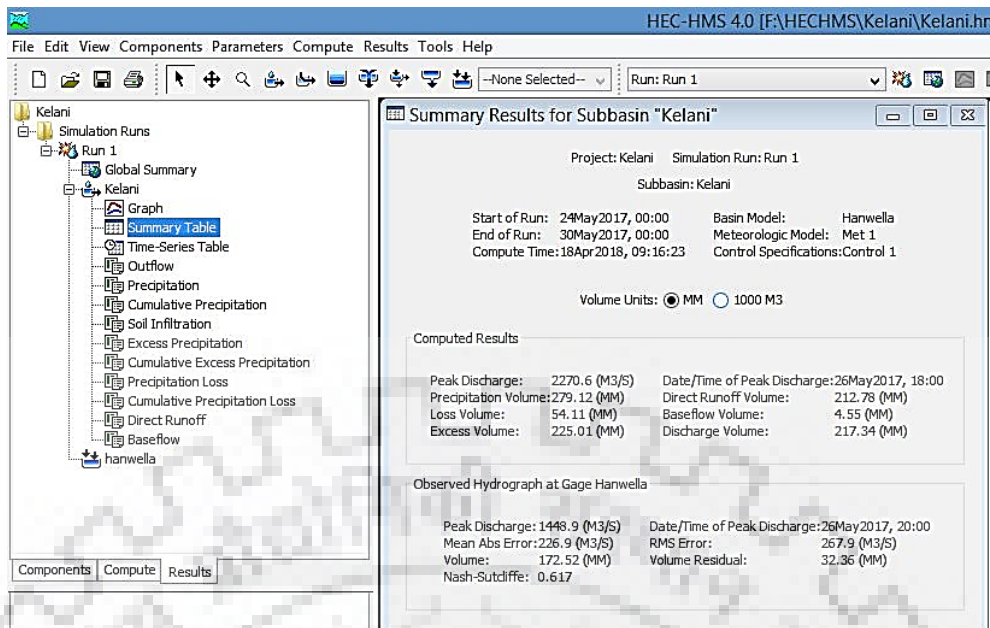 HEC-HMS 4.0 [F:\HECHMS\Kelani\Kelani.hm
File Edit View Components Parameters Compute Results Tools Help
--None Selected-- Run: Run 1
Kelani
Simulation Runs
Run 1
Global Summary
Kelani
Graph
Summary Table
Time-Series Table
Outflow
Precipitation
Cumulative Precipitation
Soil Infiltration
Excess Precipitation
Cumulative Excess Precipitation
Precipitation Loss
Cumulative Precipitation Loss
Direct Runoff
Baseflow
hanwella
Components Compute Results
Summary Results for Subbasin "Kelani"
Project: Kelani Simulation Run: Run 1
Subbasin: Kelani
Start of Run: 24May2017, 00:00 Basin Model: Hanwella
End of Run: 30May2017, 00:00 Meteorologic Model: Met 1
Compute Time:18Apr2018, 09:16:23 Control Specifications:Control 1
Volume Units: MM 1000 M3
Computed Results
Peak Discharge: 2270.6 (M3/S) Date/Time of Peak Discharge:26May2017, 18:00
Precipitation Volume:279.12 (MM) Direct Runoff Volume: 212.78 (MM)
Loss Volume: 54.11 (MM) Baseflow Volume: 4.55 (MM)
Excess Volume: 225.01 (MM) Discharge Volume: 217.34 (MM)
Observed Hydrograph at Gage Hanwella
Peak Discharge:1448.9 (M3/S) Date/Time of Peak Discharge:26May2017, 20:00
Mean Abs Error:226.9 (M3/S) RMS Error: 267.9 (M3/S)
Volume: 172.52 (MM) Volume Residual: 32.36 (MM)
Nash-Sutcliffe: 0.617